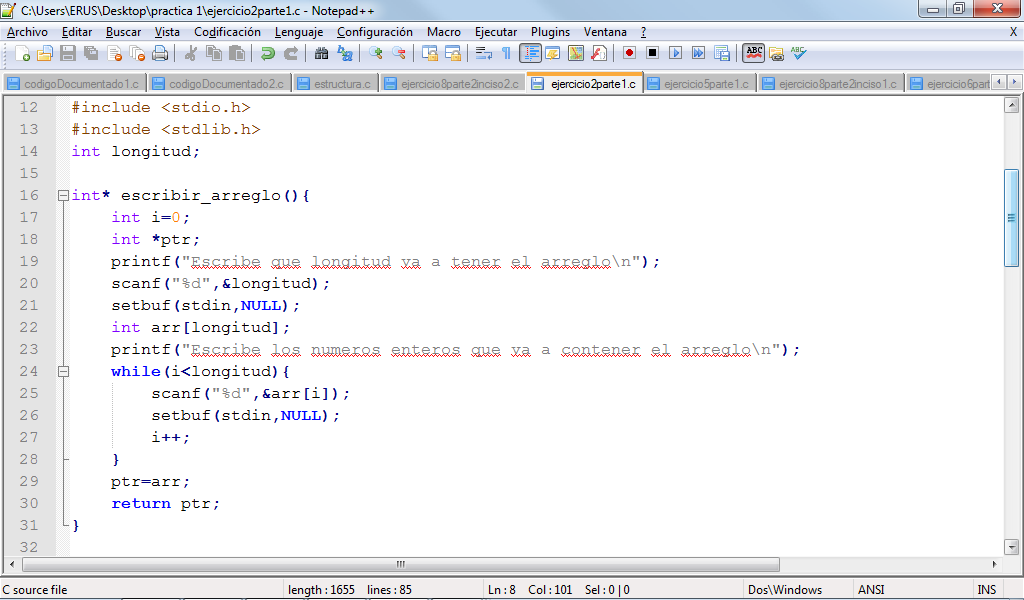 C:\Users\ERUS\Desktop\practica 1\ejercicio2parte1.c - Notepad++
Archivo Editar Buscar Vista Codificación Lenguaje Configuración Macro Ejecutar Plugins Ventana ? X
codigoDocumentado1.c codigoDocumentado2.c estructura.c ejercicio8parte2inciso2.c ejercicio2parte1.c ejercicio5parte1.c ejercicio8parte2inciso1.c ejercicio6part
12 #include <stdio.h>
13 #include <stdlib.h>
14 int longitud;
15
16 int* escribir_arreglo(){
17 int i=0;
18 int *ptr;
19 printf("Escribe que longitud va a tener el arreglo\n");
20 scanf("%d",&longitud);
21 setbuf(stdin,NULL);
22 int arr[longitud];
23 printf("Escribe los numeros enteros que va a contener el arreglo\n");
24 while(i<longitud){
25 scanf("%d",&arr[i]);
26 setbuf(stdin,NULL);
27 i++;
28 }
29 ptr=arr;
30 return ptr;
31 }
32
C source file length : 1655 lines : 85 Ln : 8 Col : 101 Sel : 0 | 0 Dos\Windows ANSI INS